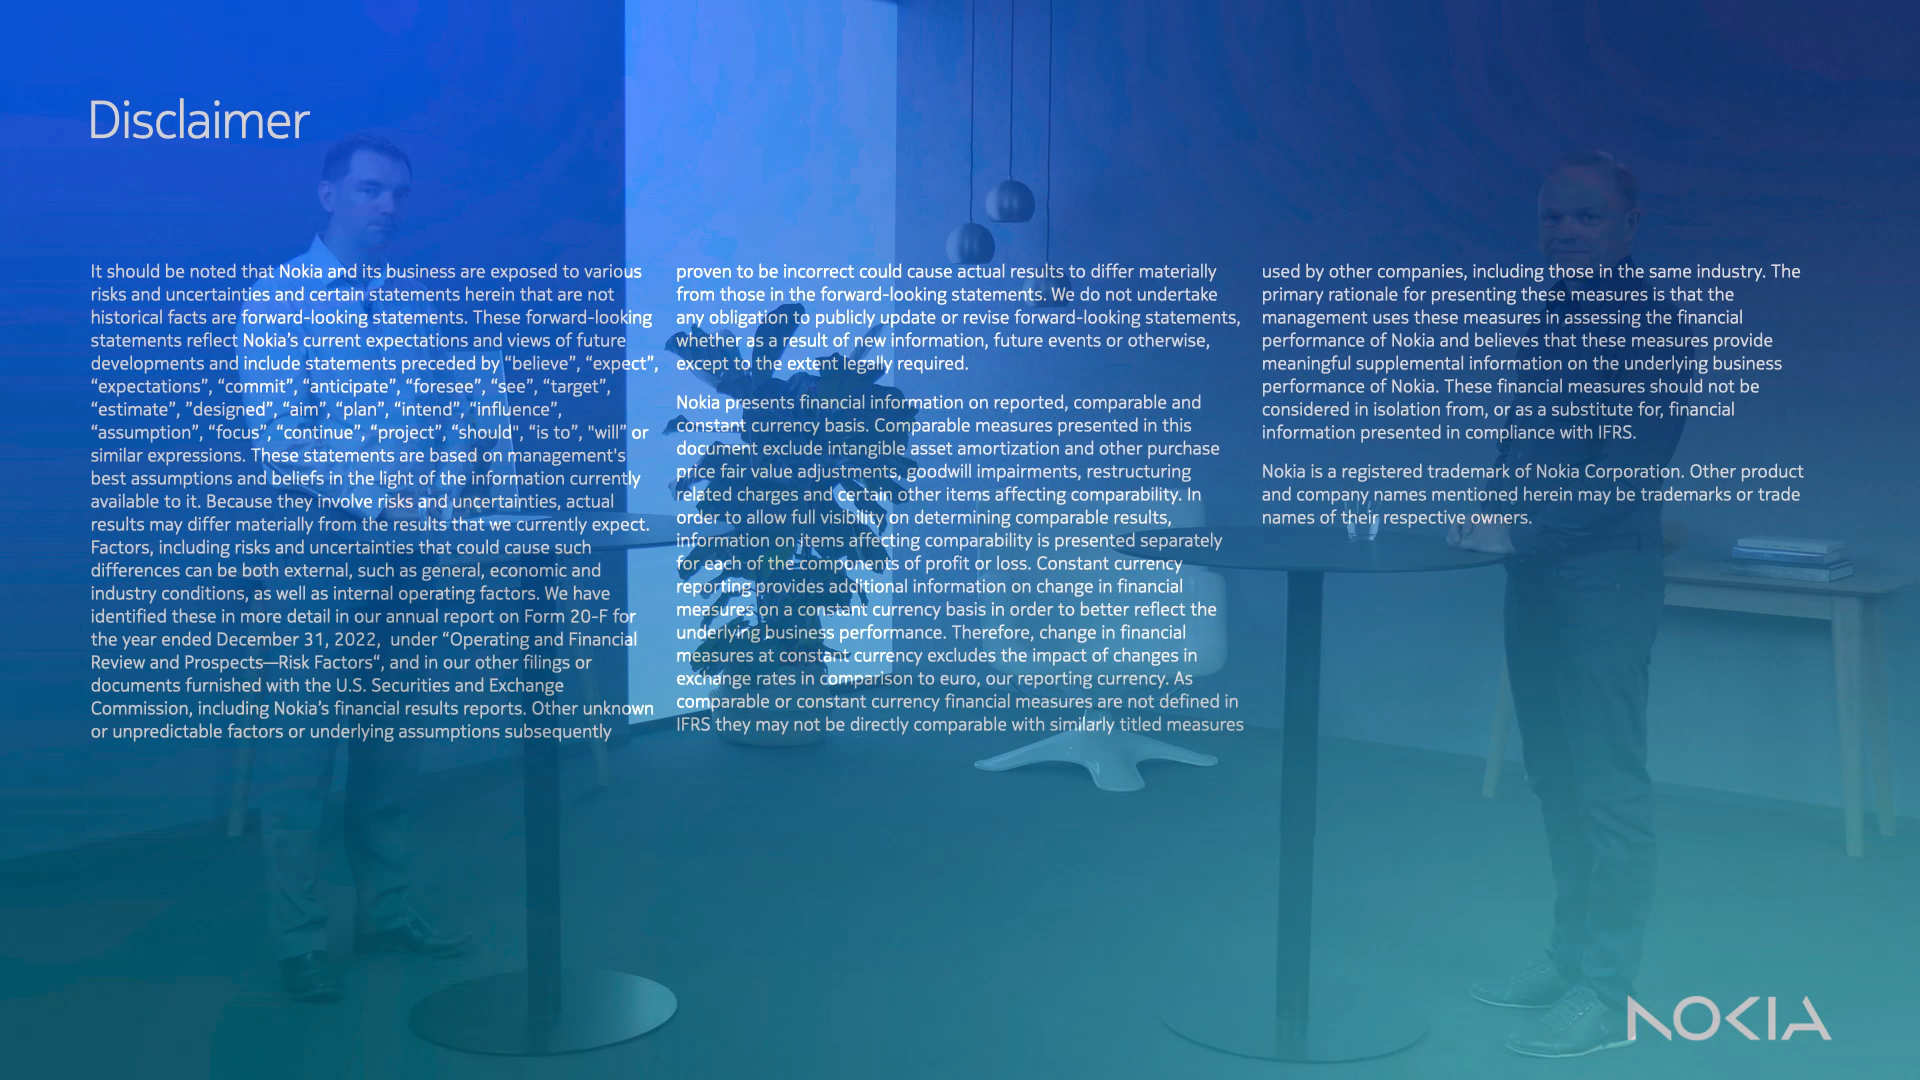 Disclaimer
It should be noted that Nokia and its business are exposed to various
risks and uncertainties and certain statements herein that are not
historical facts are forward-looking statements. These forward-looking
statements reflect Nokia’s current expectations and views of future
developments and include statements preceded by “believe”, “expect”,
“expectations”, “commit”, “anticipate”, “foresee”, “see”, “target”,
“estimate”, ”designed”, “aim”, “plan”, “intend”, “influence”,
“assumption”, “focus”, “continue”, “project”, “should", “is to”, "will” or
similar expressions. These statements are based on management's
best assumptions and beliefs in the light of the information currently
available to it. Because they involve risks and uncertainties, actual
results may differ materially from the results that we currently expect.
Factors, including risks and uncertainties that could cause such
differences can be both external, such as general, economic and
industry conditions, as well as internal operating factors. We have
identified these in more detail in our annual report on Form 20-F for
the year ended December 31, 2022,  under “Operating and Financial
Review and Prospects—Risk Factors“, and in our other filings or
documents furnished with the U.S. Securities and Exchange
Commission, including Nokia’s financial results reports. Other unknown
or unpredictable factors or underlying assumptions subsequently
proven to be incorrect could cause actual results to differ materially
from those in the forward-looking statements. We do not undertake
any obligation to publicly update or revise forward-looking statements,
whether as a result of new information, future events or otherwise,
except to the extent legally required.
Nokia presents financial information on reported, comparable and
constant currency basis. Comparable measures presented in this
document exclude intangible asset amortization and other purchase
price fair value adjustments, goodwill impairments, restructuring
related charges and certain other items affecting comparability. In
order to allow full visibility on determining comparable results,
information on items affecting comparability is presented separately
for each of the components of profit or loss. Constant currency
reporting provides additional information on change in financial
measures on a constant currency basis in order to better reflect the
underlying business performance. Therefore, change in financial
measures at constant currency excludes the impact of changes in
exchange rates in comparison to euro, our reporting currency. As
comparable or constant currency financial measures are not defined in
IFRS they may not be directly comparable with similarly titled measures
used by other companies, including those in the same industry. The
primary rationale for presenting these measures is that the
management uses these measures in assessing the financial
performance of Nokia and believes that these measures provide
meaningful supplemental information on the underlying business
performance of Nokia. These financial measures should not be
considered in isolation from, or as a substitute for, financial
information presented in compliance with IFRS.
Nokia is a registered trademark of Nokia Corporation. Other product
and company names mentioned herein may be trademarks or trade
names of their respective owners.
NOKIA